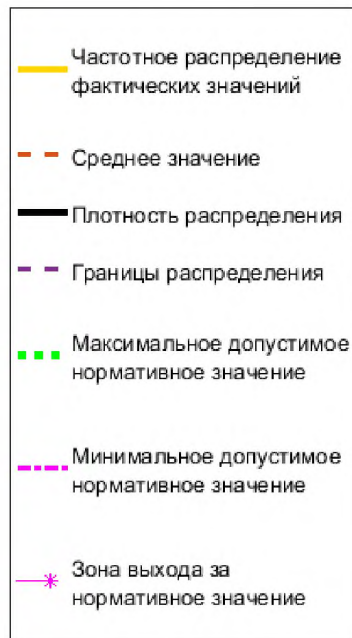 Частотное распределение
фактических значений
Среднее значение
Плотность распределения
Границы распределения
Максимальное допустимое
нормативное значение
Минимальное допустимое
нормативное значение
Зона выхода за
нормативное значение